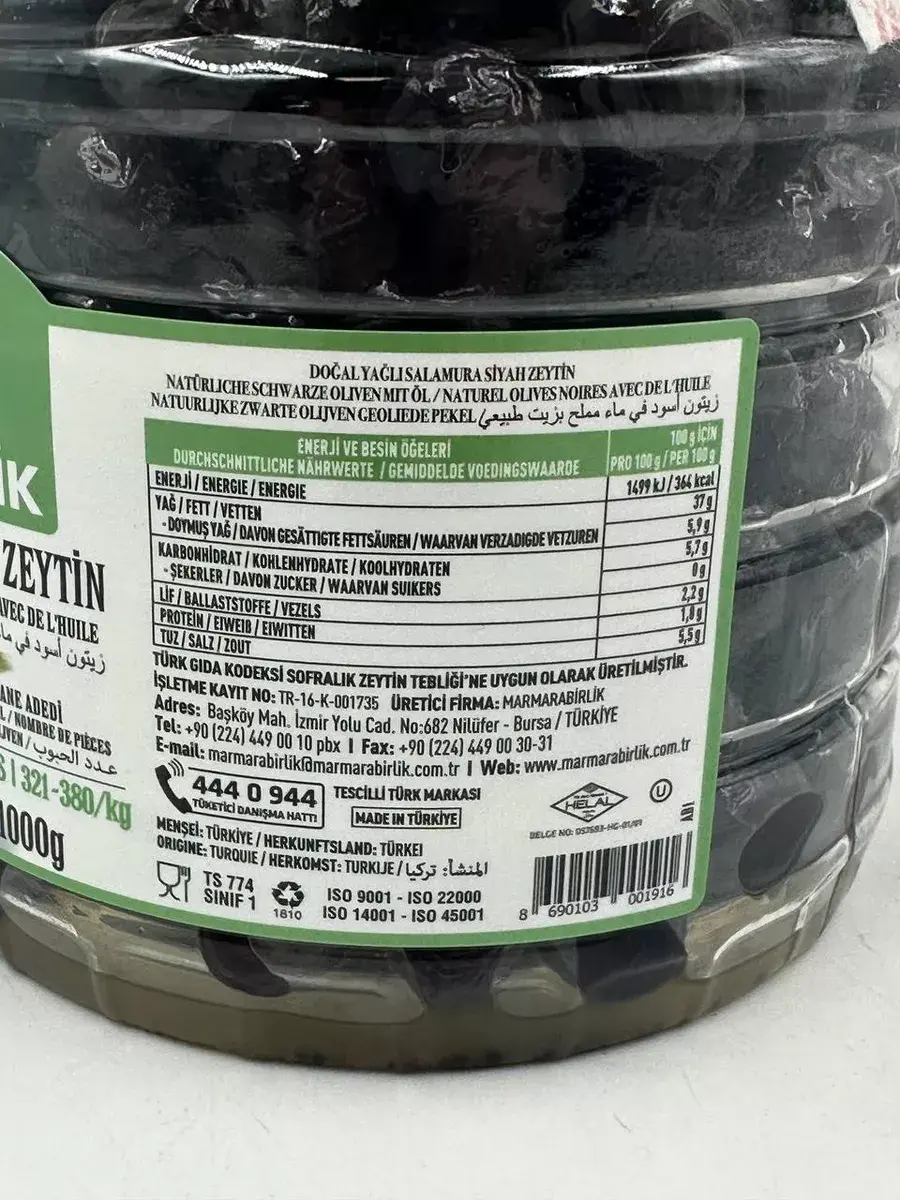 İK
ZEYTİN
AVEC DE L'HUILE
زيتون أسود في ما
ANE ADEDİ
L / NOMBRE DE PIÈCES
JVEN / عدد الحبوب
S | 321-380/kg
1000g
DOĞAL YAĞLI SALAMURA SİYAH ZEYTİN
NATÜRLICHE SCHWARZE OLIVEN MIT ÖL / NATUREL OLIVES NOIRES AVEC DE L'HUILE
NATUURLIJKE ZWARTE OLIJVEN GEOLIEDE PEKEL / زيتون أسود في ماء مملح بزيت طبيعي
ENERJİ VE BESİN ÖĞELERİ 100 g İÇİN
DURCHSCHNITTLICHE NÄHRWERTE / GEMIDDELDE VOEDINGSWAARDE PRO 100 g / PER 100 g
ENERJİ / ENERGIE / ENERGIE 1499 kJ / 364 kcal
YAĞ / FETT / VETTEN 37 g
- DOYMUŞ YAĞ / DAVON GESÄTTIGTE FETTSÄUREN / WAARVAN VERZADIGDE VETZUREN 5,9 g
KARBONHİDRAT / KOHLENHYDRATE / KOOLHYDRATEN 5,7 g
- ŞEKERLER / DAVON ZUCKER / WAARVAN SUIKERS 0 g
LİF / BALLASTSTOFFE / VEZELS 2,2 g
PROTEİN / EIWEIß / EIWITTEN 1,8 g
TUZ / SALZ / ZOUT 5,5 g
TÜRK GIDA KODEKSİ SOFRALIK ZEYTİN TEBLİĞİ'NE UYGUN OLARAK ÜRETİLMİŞTİR.
İŞLETME KAYIT NO: TR-16-K-001735 ÜRETİCİ FİRMA: MARMARABİRLİK
Adres: Başköy Mah. İzmir Yolu Cad. No:682 Nilüfer - Bursa / TÜRKİYE
Tel: +90 (224) 449 00 10 pbx | Fax: +90 (224) 449 00 30-31
E-mail: marmarabirlik@marmarabirlik.com.tr | Web: www.marmarabirlik.com.tr
444 0 944
TÜKETİCİ DANIŞMA HATTI
TESCİLLİ TÜRK MARKASI
MADE IN TÜRKİYE
HELAL
U
BELGE NO:
MENŞEİ: TÜRKİYE / HERKUNFTSLAND: TÜRKEI
ORIGINE: TURQUIE / HERKOMST: TURKIJE / المنشأ: تركيا
TS 774
SINIF 1
1810
ISO 9001 - ISO 22000
ISO 14001 - ISO 45001
8 690103 001916